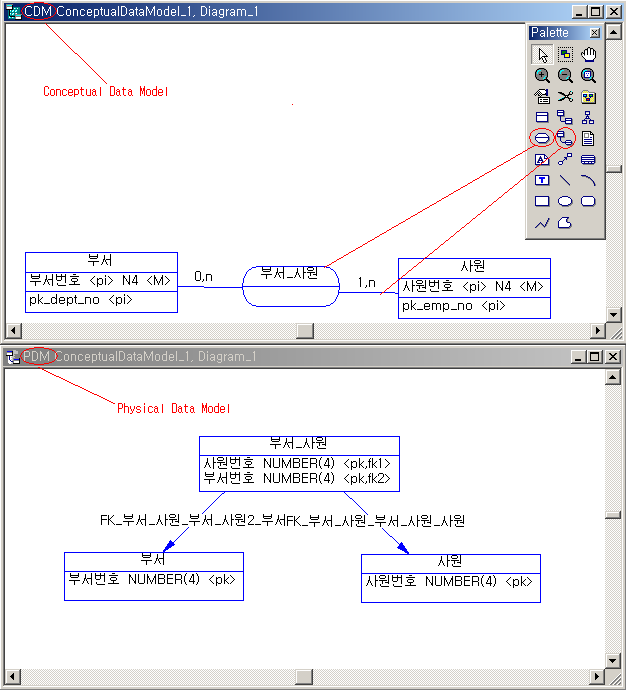 CDM ConceptualDataModel_1, Diagram_1
Palette
Conceptual Data Model
부서
부서번호 <pi> N4 <M>
pk_dept_no <pi>
0,n
부서_사원
1,n
사원
사원번호 <pi> N4 <M>
pk_emp_no <pi>
PDM ConceptualDataModel_1, Diagram_1
Physical Data Model
부서_사원
사원번호 NUMBER(4) <pk,fk1>
부서번호 NUMBER(4) <pk,fk2>
FK_부서_사원_부서_사원2_부서FK_부서_사원_부서_사원_사원
부서
부서번호 NUMBER(4) <pk>
사원
사원번호 NUMBER(4) <pk>